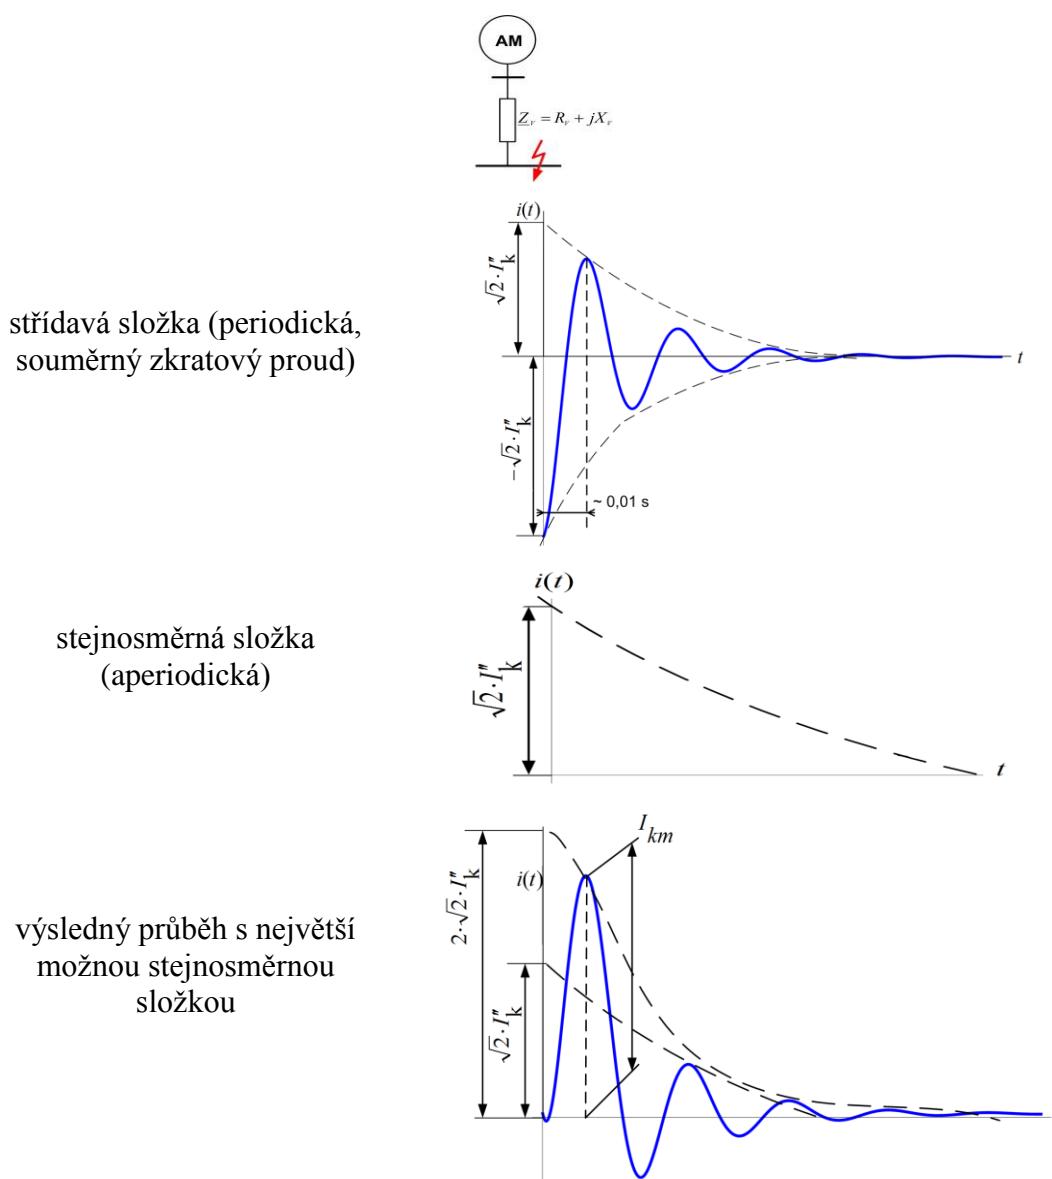 AM
Z_v = R_v + jX_v
i(t)
√2·I″k
střídavá složka (periodická,
souměrný zkratový proud)
t
−√2·I″k
~ 0,01 s
i(t)
stejnosměrná složka
(aperiodická)
√2·I″k
t
I_km
2·√2·I″k
i(t)
výsledný průběh s největší
možnou stejnosměrnou
složkou
√2·I″k